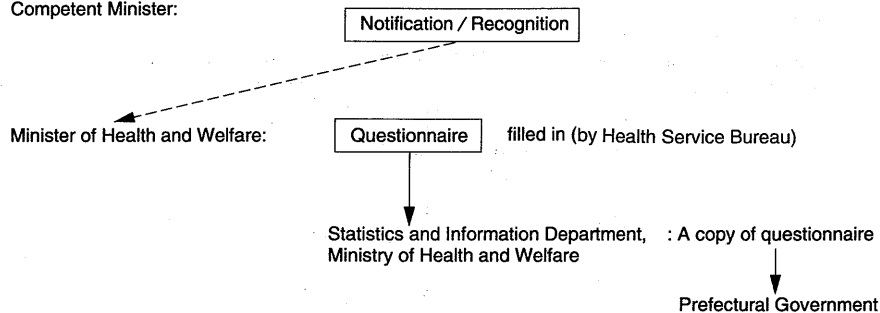 Competent Minister:
Notification / Recognition
Minister of Health and Welfare:
Questionnaire
filled in (by Health Service Bureau)
Statistics and Information Department,
Ministry of Health and Welfare
: A copy of questionnaire
Prefectural Government